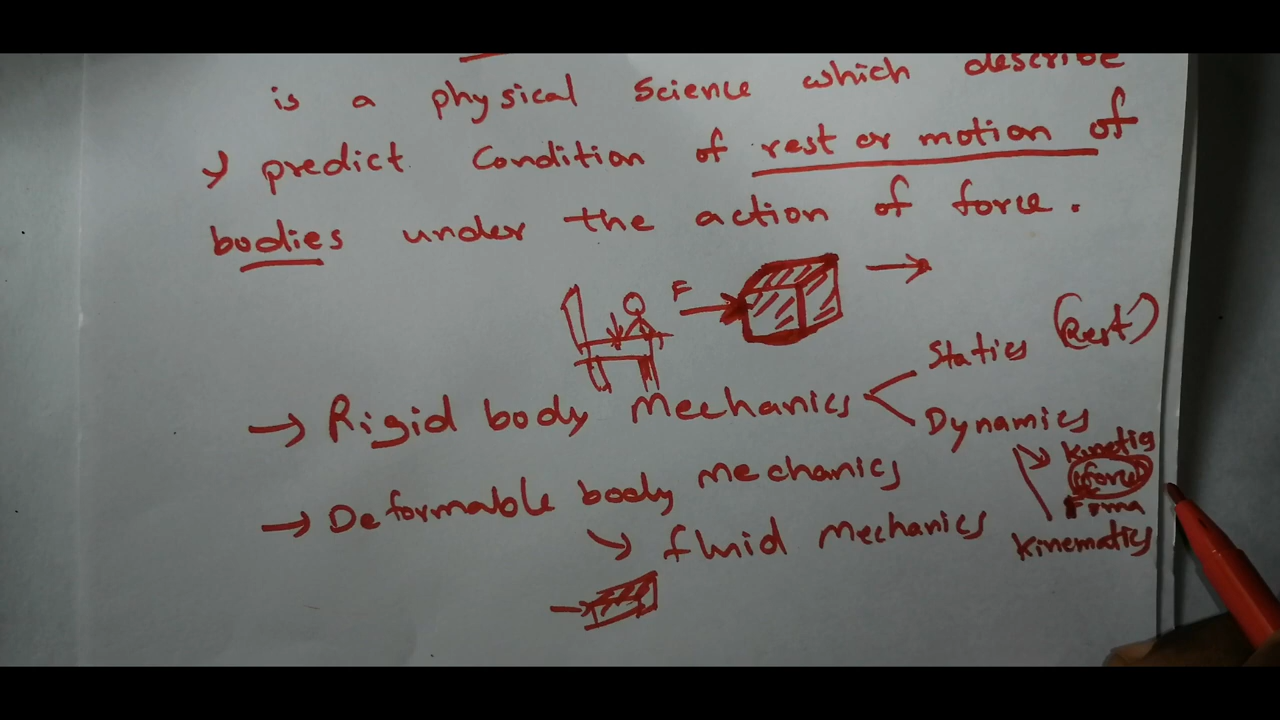 is a physical science which describe
predict condition of rest or motion of
bodies under the action of force.
F
Statics (Rest)
→ Rigid body Mechanics
Dynamics
kinetics
force
→ Deformable body mechanics
fluid mechanics
kinematics